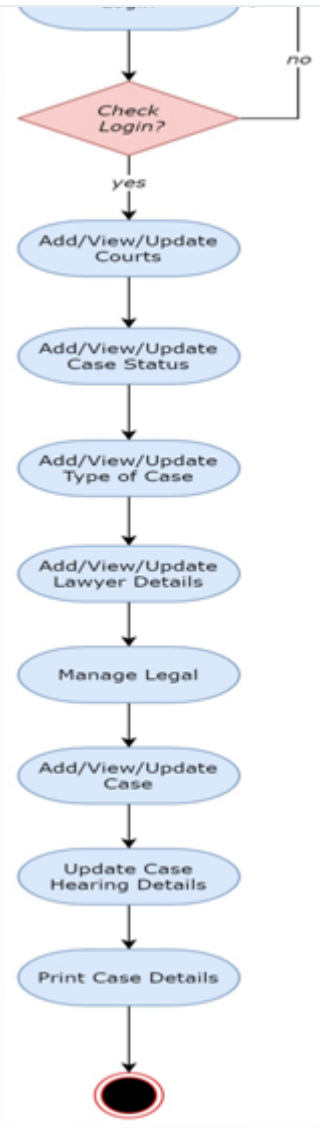 Login
no
Check
Login?
yes
Add/View/Update
Courts
Add/View/Update
Case Status
Add/View/Update
Type of Case
Add/View/Update
Lawyer Details
Manage Legal
Add/View/Update
Case
Update Case
Hearing Details
Print Case Details